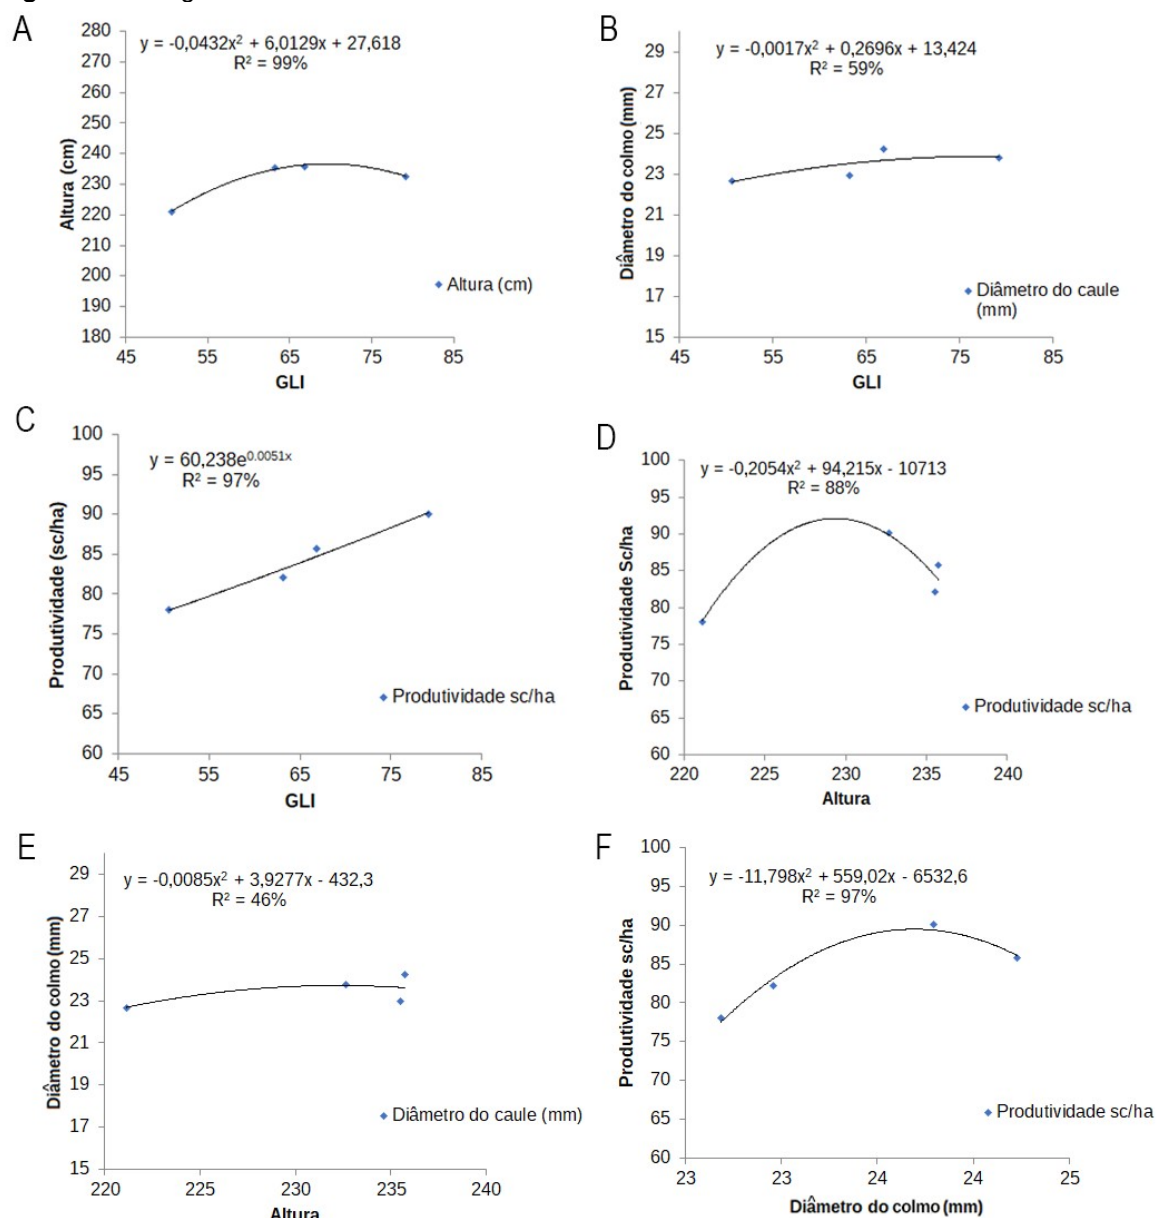 A
y = -0,0432x² + 6,0129x + 27,618
R² = 99%
280
270
260
250
240
230
220
210
200
190
180
Altura (cm)
Altura (cm)
45 55 65 75 85
GLI
B
y = -0,0017x² + 0,2696x + 13,424
R² = 59%
29
27
25
23
21
19
17
15
Diâmetro do colmo (mm)
Diâmetro do caule
(mm)
45 55 65 75 85
GLI
C
y = 60,238e^0.0051x
R² = 97%
100
95
90
85
80
75
70
65
60
Produtividade (sc/ha)
Produtividade sc/ha
45 55 65 75 85
GLI
D
y = -0,2054x² + 94,215x - 10713
R² = 88%
100
95
90
85
80
75
70
65
60
Produtividade Sc/ha
Produtividade sc/ha
220 225 230 235 240
Altura
E
y = -0,0085x² + 3,9277x - 432,3
R² = 46%
29
27
25
23
21
19
17
15
Diâmetro do colmo (mm)
Diâmetro do caule (mm)
220 225 230 235 240
Altura
F
y = -11,798x² + 559,02x - 6532,6
R² = 97%
100
95
90
85
80
75
70
65
60
Produtividade sc/ha
Produtividade sc/ha
23 23 24 24 25
Diâmetro do colmo (mm)